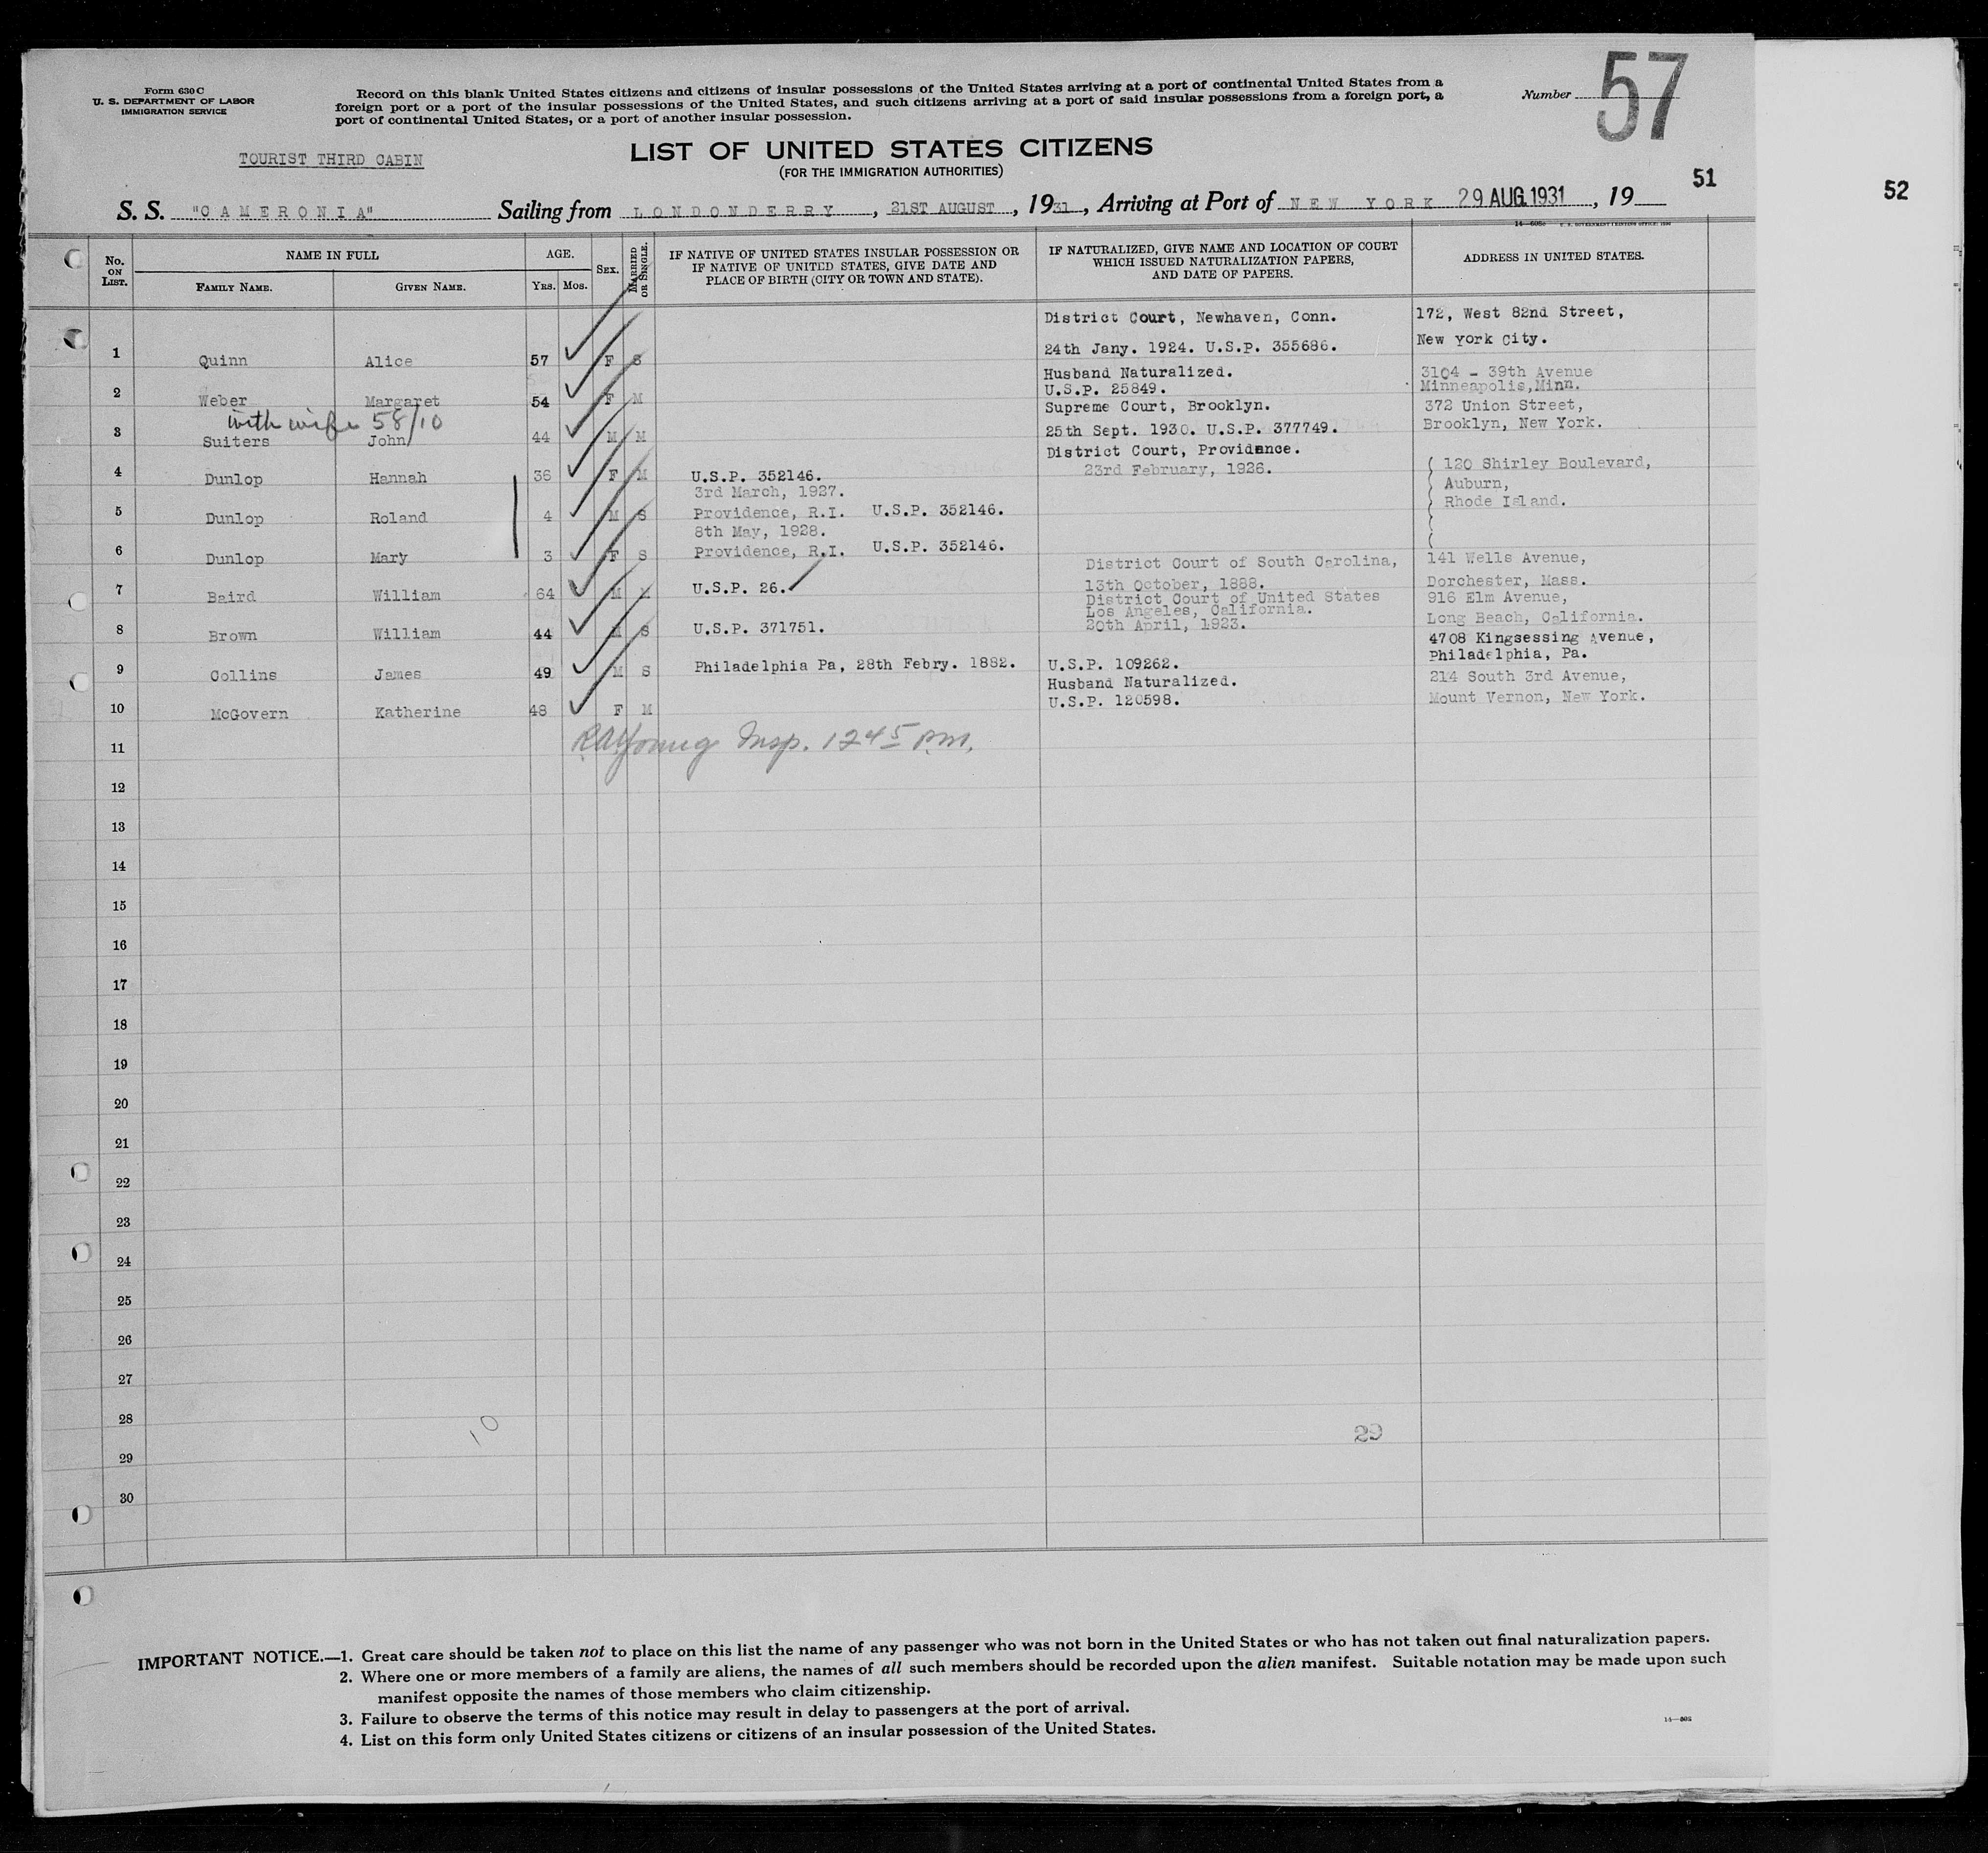 Form 630 C
U. S. DEPARTMENT OF LABOR
IMMIGRATION SERVICE
Record on this blank United States citizens and citizens of insular possessions of the United States arriving at a port of continental United States from a
foreign port or a port of the insular possessions of the United States, and such citizens arriving at a port of said insular possessions from a foreign port, a
port of continental United States, or a port of another insular possession.
Number 57
TOURIST THIRD CABIN
LIST OF UNITED STATES CITIZENS
(FOR THE IMMIGRATION AUTHORITIES)
51
52
S. S. "CAMERONIA" Sailing from LONDONDERRY, 21ST AUGUST, 1931, Arriving at Port of NEW YORK 29 AUG 1931, 19
No. ON LIST.
NAME IN FULL
FAMILY NAME.
GIVEN NAME.
AGE.
YRS. MOS.
SEX.
MARRIED OR SINGLE.
IF NATIVE OF UNITED STATES INSULAR POSSESSION OR
IF NATIVE OF UNITED STATES, GIVE DATE AND
PLACE OF BIRTH (CITY OR TOWN AND STATE).
IF NATURALIZED, GIVE NAME AND LOCATION OF COURT
WHICH ISSUED NATURALIZATION PAPERS,
AND DATE OF PAPERS.
ADDRESS IN UNITED STATES.
District Court, Newhaven, Conn. 172, West 82nd Street,
1 Quinn Alice 57 F S 24th Jany. 1924. U.S.P. 355686. New York City.
Husband Naturalized. 3104 - 39th Avenue
2 Weber Margaret 54 F M U.S.P. 25849. Minneapolis,Minn.
with wife 58/10
Supreme Court, Brooklyn. 372 Union Street,
3 Suiters John 44 M M 25th Sept. 1930. U.S.P. 377749. Brooklyn, New York.
District Court, Providence.
4 Dunlop Hannah 36 F M U.S.P. 352146. 23rd February, 1926. 120 Shirley Boulevard,
3rd March, 1927. Auburn,
5 Dunlop Roland 4 M S Providence, R.I. U.S.P. 352146. Rhode Island.
8th May, 1928.
6 Dunlop Mary 3 F S Providence, R.I. U.S.P. 352146.
District Court of South Carolina, 141 Wells Avenue,
7 Baird William 64 M U.S.P. 26. 13th October, 1888. Dorchester, Mass.
District Court of United States 916 Elm Avenue,
Los Angeles, California.
8 Brown William 44 M S U.S.P. 371751. 20th April, 1923. Long Beach, California.
4708 Kingsessing Avenue,
Philadelphia, Pa.
9 Collins James 49 M S Philadelphia Pa, 28th Febry. 1882. U.S.P. 109262.
Husband Naturalized. 214 South 3rd Avenue,
10 McGovern Katherine 48 F M U.S.P. 120598. Mount Vernon, New York.
11 Young Insp. 1245 P.M.
12
13
14
15
16
17
18
19
20
21
22
23
24
25
26
27
28
10
29
29
30
IMPORTANT NOTICE.—1. Great care should be taken not to place on this list the name of any passenger who was not born in the United States or who has not taken out final naturalization papers.
2. Where one or more members of a family are aliens, the names of all such members should be recorded upon the alien manifest. Suitable notation may be made upon such
manifest opposite the names of those members who claim citizenship.
3. Failure to observe the terms of this notice may result in delay to passengers at the port of arrival.
4. List on this form only United States citizens or citizens of an insular possession of the United States.